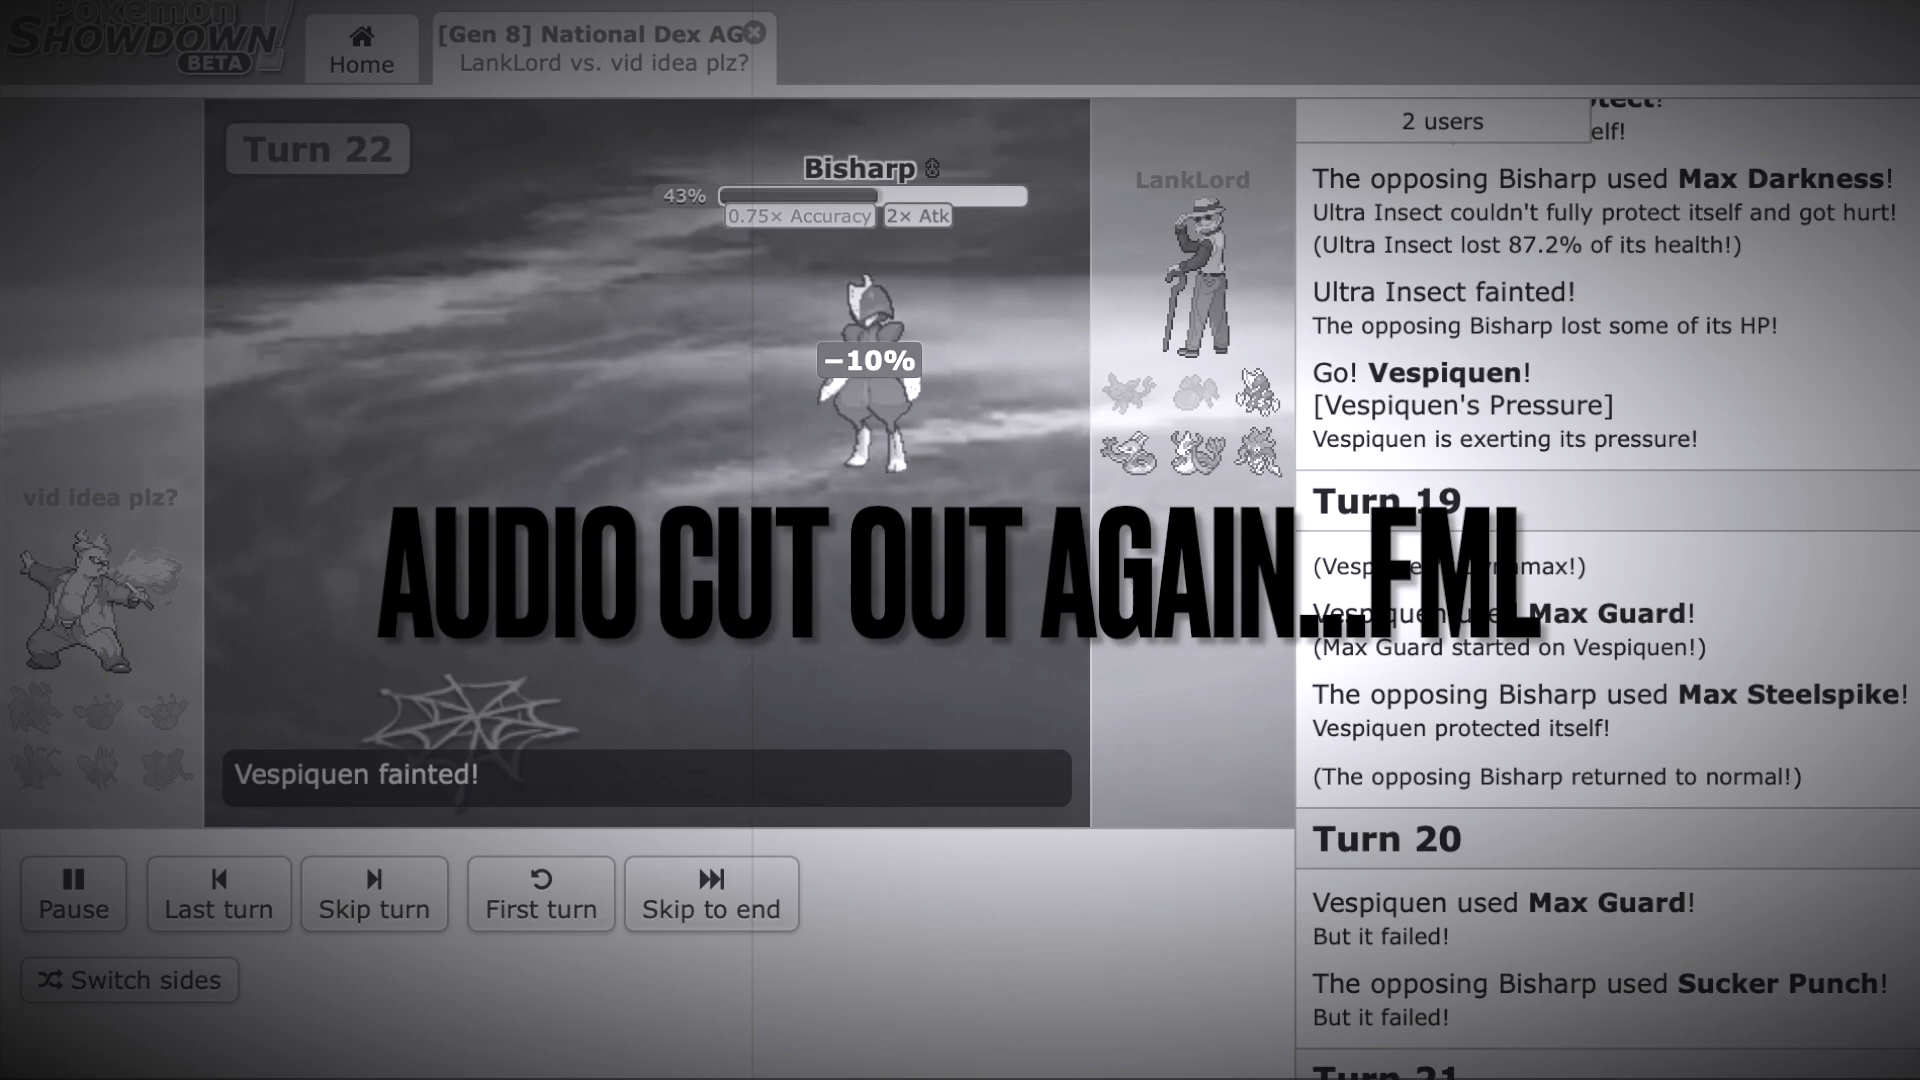 Pokémon
SHOWDOWN!
BETA
Home
[Gen 8] National Dex AG
LankLord vs. vid idea plz?
Turn 22
Bisharp
43%
0.75× Accuracy
2× Atk
−10%
vid idea plz?
LankLord
AUDIO CUT OUT AGAIN...FML
Vespiquen fainted!
Pause
Last turn
Skip turn
First turn
Skip to end
Switch sides
2 users
elf!
The opposing Bisharp used Max Darkness!
Ultra Insect couldn't fully protect itself and got hurt!
(Ultra Insect lost 87.2% of its health!)
Ultra Insect fainted!
The opposing Bisharp lost some of its HP!
Go! Vespiquen!
[Vespiquen's Pressure]
Vespiquen is exerting its pressure!
Turn 19
Max Guard!
(Max Guard started on Vespiquen!)
The opposing Bisharp used Max Steelspike!
Vespiquen protected itself!
(The opposing Bisharp returned to normal!)
Turn 20
Vespiquen used Max Guard!
But it failed!
The opposing Bisharp used Sucker Punch!
But it failed!
Turn 21